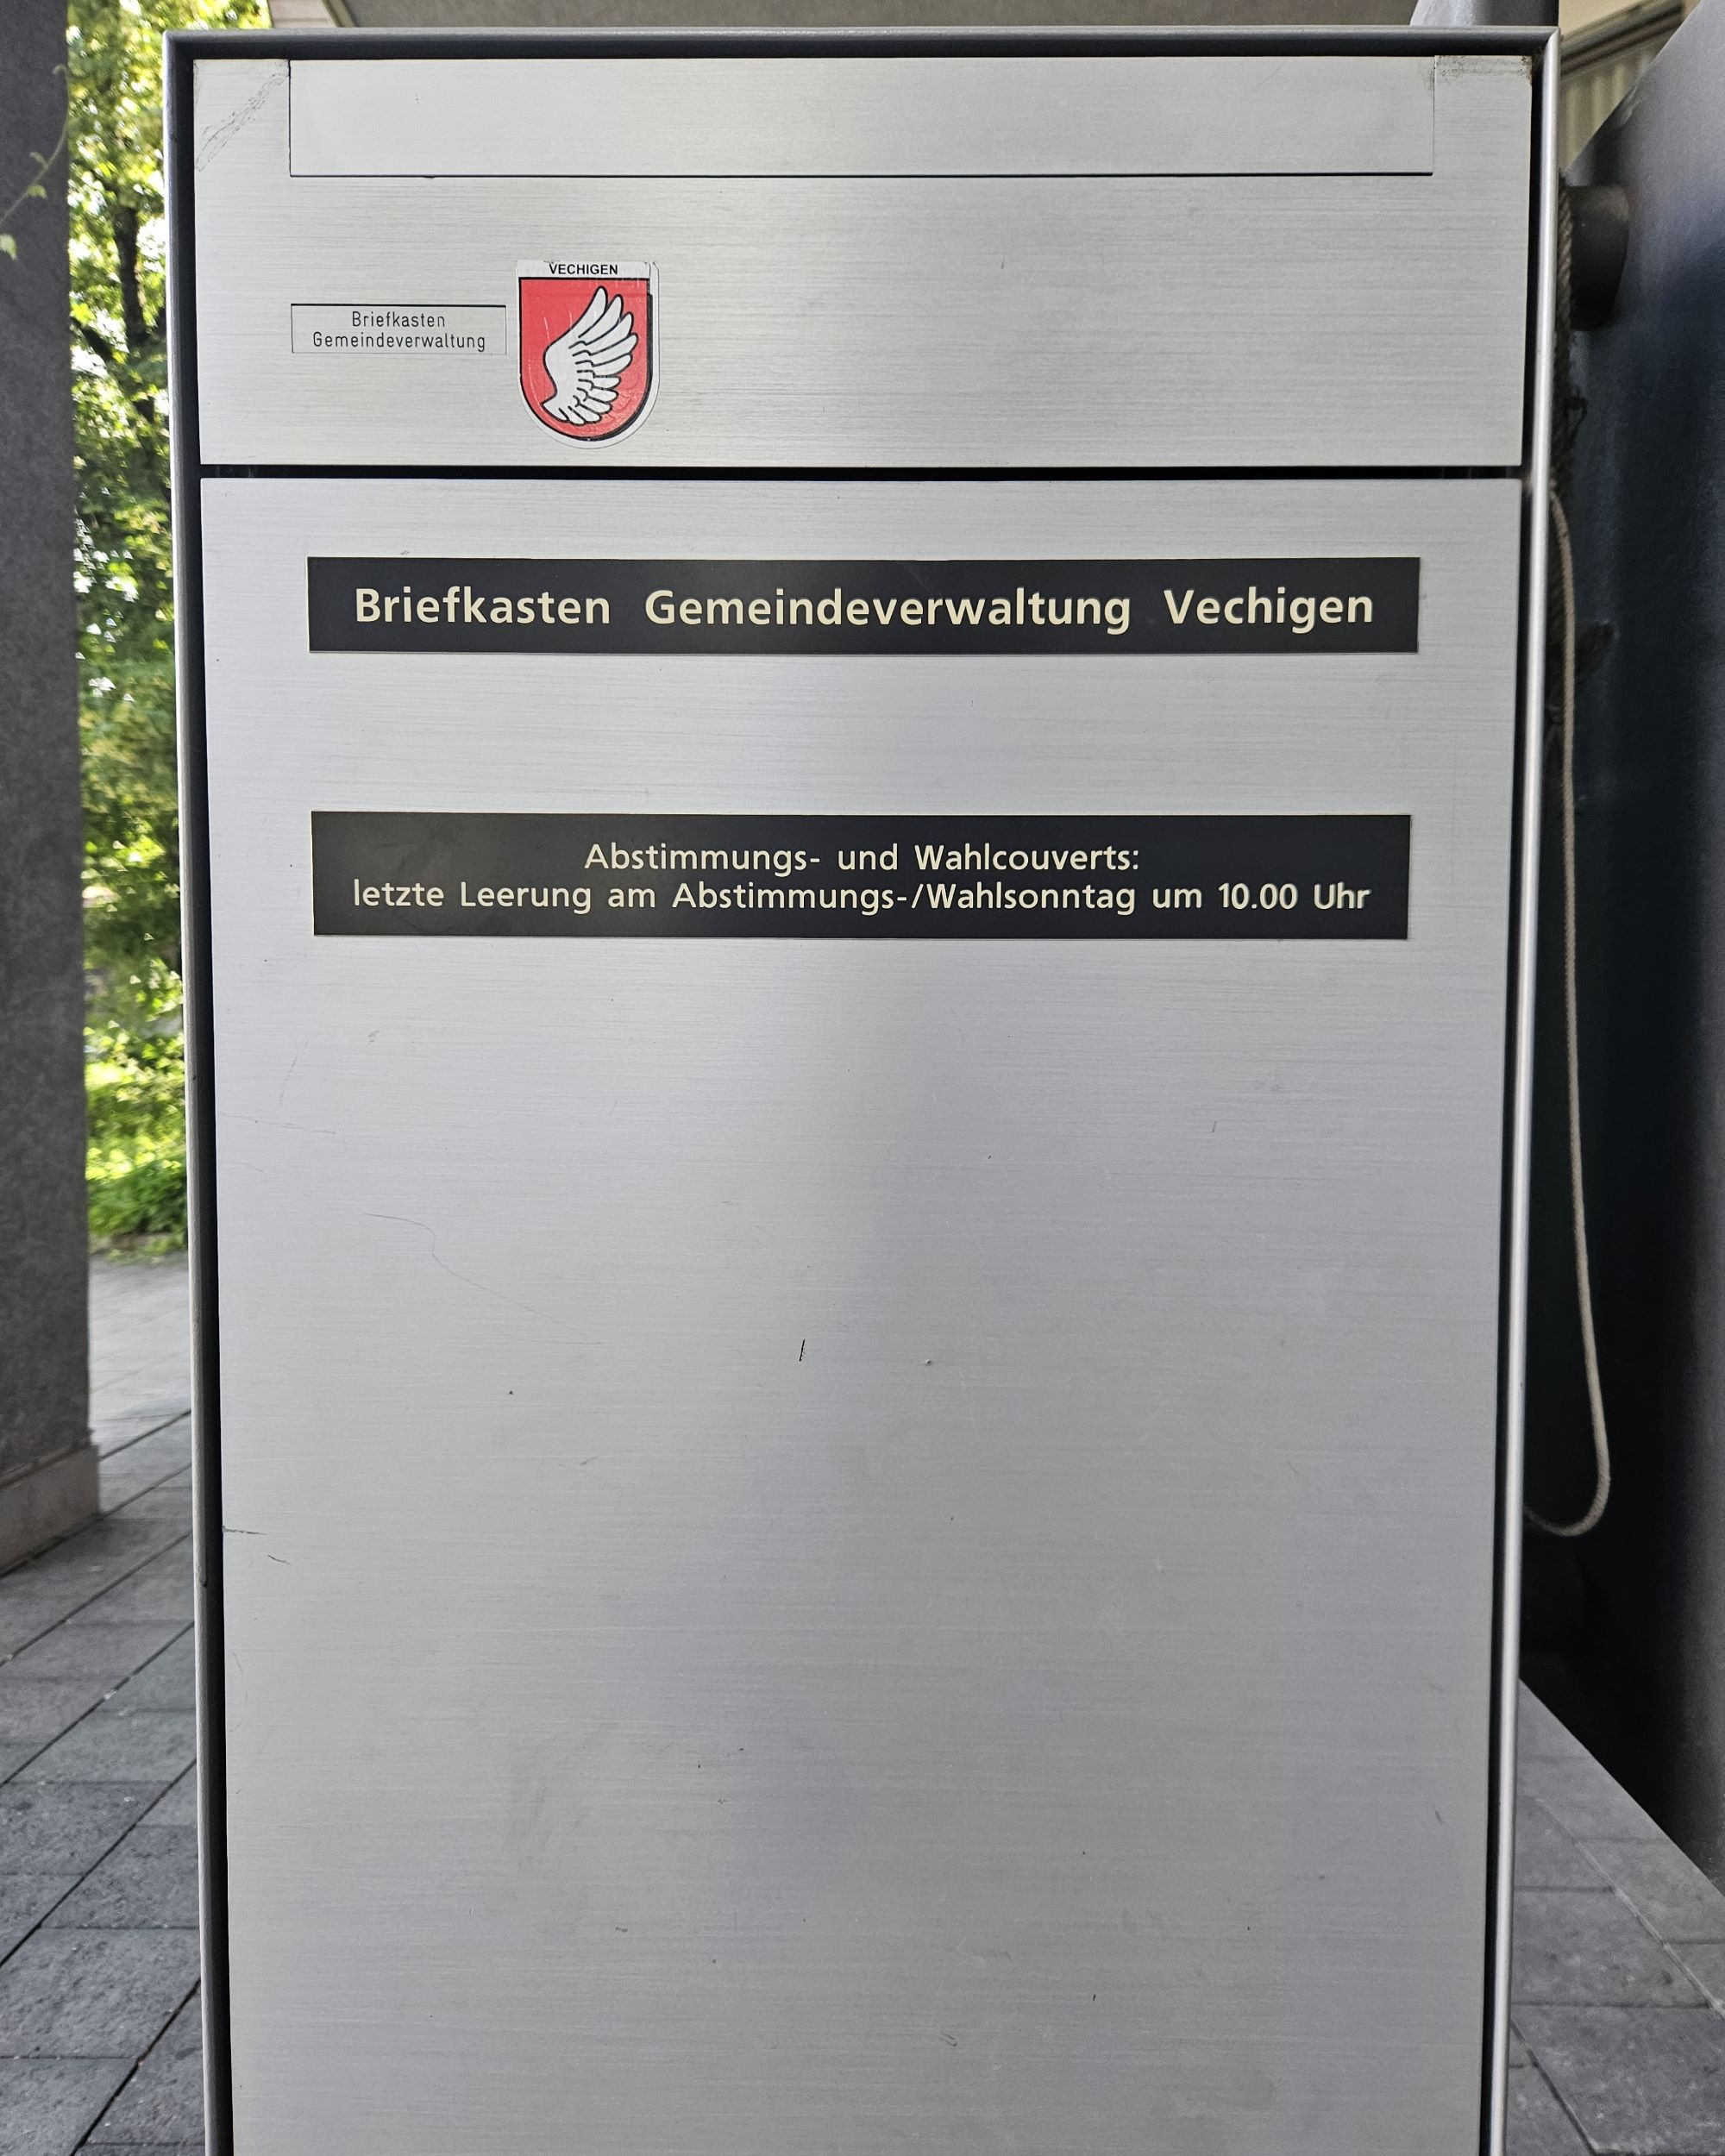 VECHIGEN
Briefkasten
Gemeindeverwaltung
Briefkasten Gemeindeverwaltung Vechigen
Abstimmungs- und Wahlcouverts:
letzte Leerung am Abstimmungs-/Wahlsonntag um 10.00 Uhr